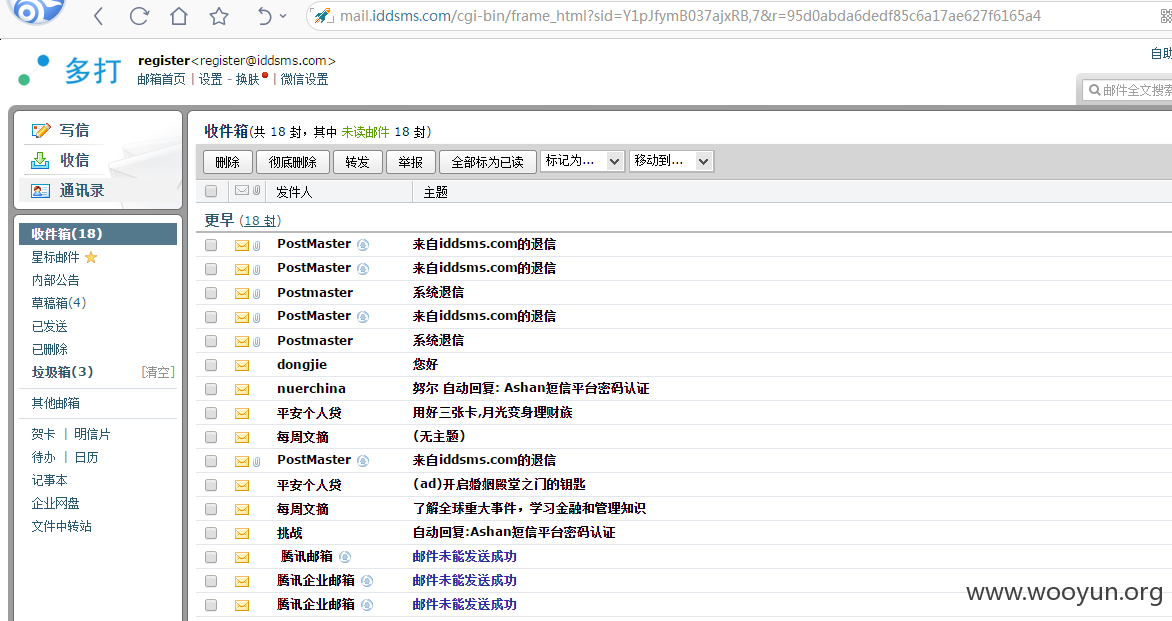 mail.iddsms.com/cgi-bin/frame_html?sid=Y1pJfymB037ajxRB,7&r=95d0abda6dedf85c6a17ae627f6165a4
多打
register<register@iddsms.com>
邮箱首页 | 设置 - 换肤 | 微信设置
自助
邮件全文搜索
写信
收信
通讯录
收件箱(18)
星标邮件
内部公告
草稿箱(4)
已发送
已删除
垃圾箱(3) [清空]
其他邮箱
贺卡 | 明信片
待办 | 日历
记事本
企业网盘
文件中转站
收件箱(共 18 封，其中 未读邮件 18 封)
删除 彻底删除 转发 举报 全部标为已读 标记为... 移动到...
发件人 主题
更早 (18 封)
PostMaster 来自iddsms.com的退信
PostMaster 来自iddsms.com的退信
Postmaster 系统退信
PostMaster 来自iddsms.com的退信
Postmaster 系统退信
dongjie 您好
nuerchina 努尔 自动回复: Ashan短信平台密码认证
平安个人贷 用好三张卡,月光变身理财族
每周文摘 (无主题)
PostMaster 来自iddsms.com的退信
平安个人贷 (ad)开启婚姻殿堂之门的钥匙
每周文摘 了解全球重大事件，学习金融和管理知识
挑战 自动回复:Ashan短信平台密码认证
腾讯邮箱 邮件未能发送成功
腾讯企业邮箱 邮件未能发送成功
腾讯企业邮箱 邮件未能发送成功
www.wooyun.org